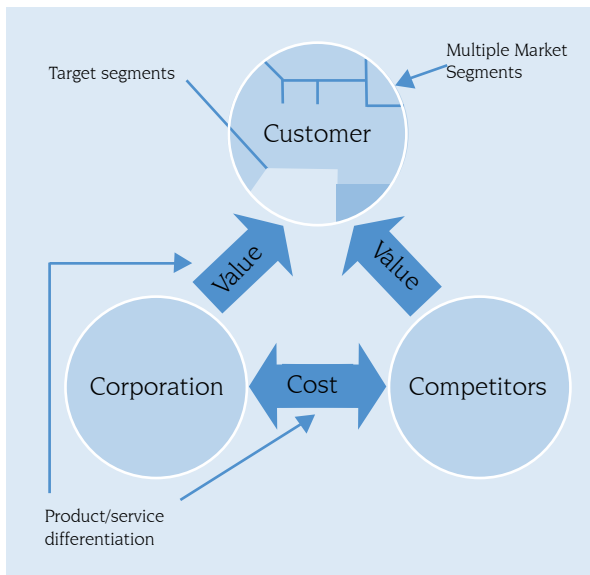 Multiple Market
Segments
Target segments
Customer
Value
Value
Corporation
Cost
Competitors
Product/service
differentiation